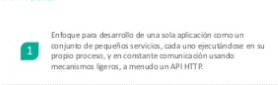 Enfoque para desarrollo de una sola aplicación como un
1
conjunto de pequeños servicios, cada uno ejecutándose en su
propio proceso, y en constante comunicación usando
mecanismos ligeros, a menudo un API HTTP.